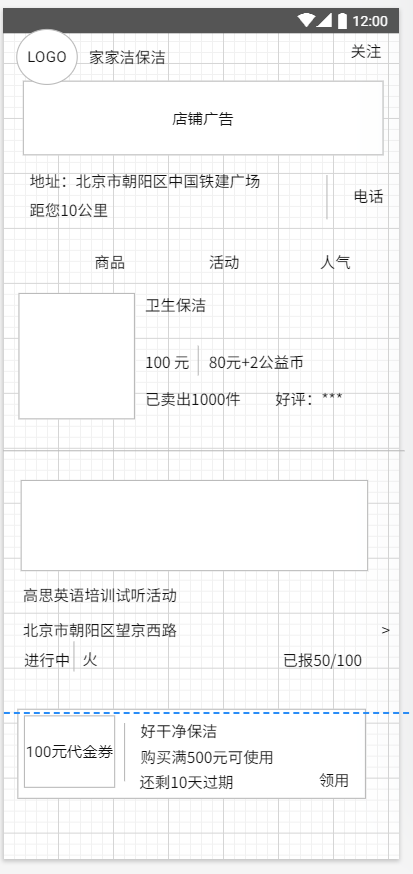 12:00
LOGO 家家洁保洁 关注
店铺广告
地址：北京市朝阳区中国铁建广场
距您10公里 电话
商品 活动 人气
卫生保洁
100 元 80元+2公益币
已卖出1000件 好评：***
高思英语培训试听活动
北京市朝阳区望京西路 >
进行中 火 已报50/100
100元代金券
好干净保洁
购买满500元可使用
还剩10天过期 领用